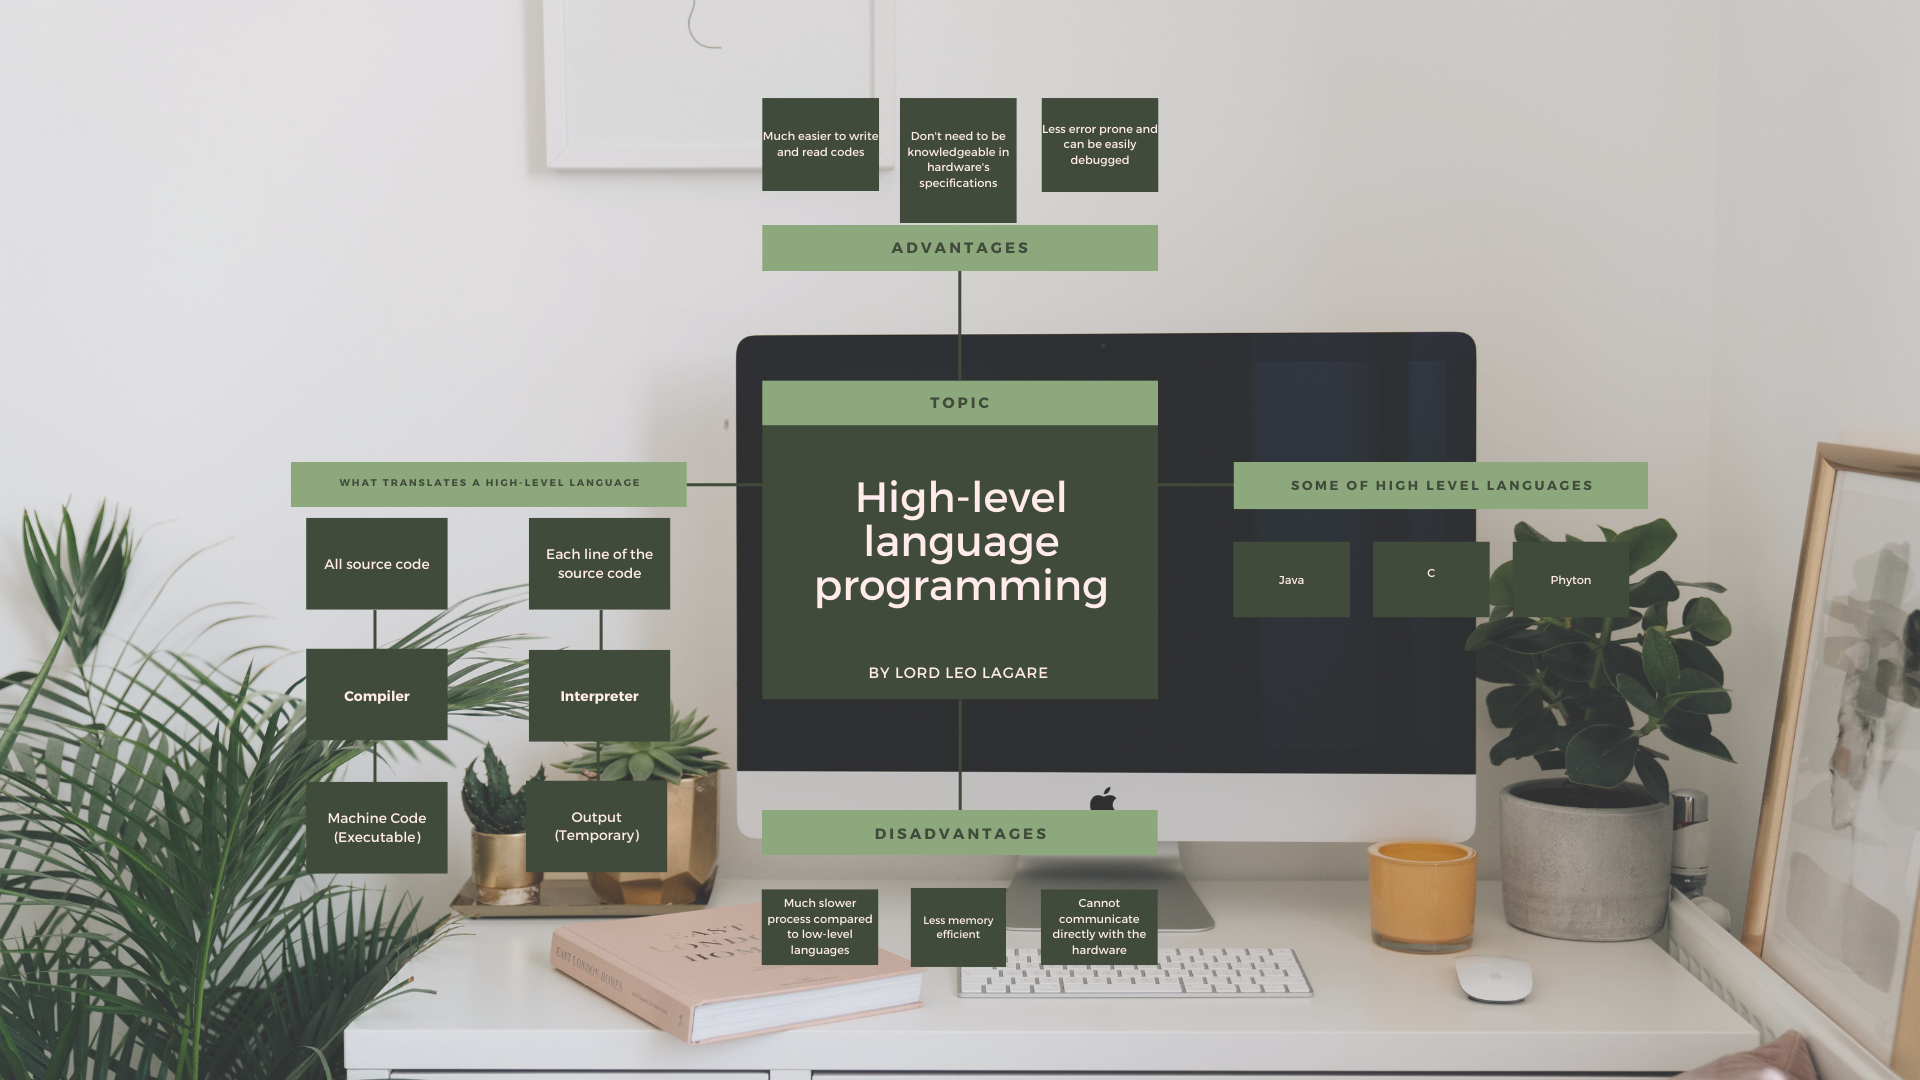 Much easier to write
and read codes
Don't need to be
knowledgeable in
hardware's
specifications
Less error prone and
can be easily
debugged
ADVANTAGES
TOPIC
High-level
language
programming
BY LORD LEO LAGARE
WHAT TRANSLATES A HIGH-LEVEL LANGUAGE
All source code
Each line of the
source code
Compiler
Interpreter
Machine Code
(Executable)
Output
(Temporary)
SOME OF HIGH LEVEL LANGUAGES
Java
C
Phyton
DISADVANTAGES
Much slower
process compared
to low-level
languages
Less memory
efficient
Cannot
communicate
directly with the
hardware
EAST LONDON HOMES